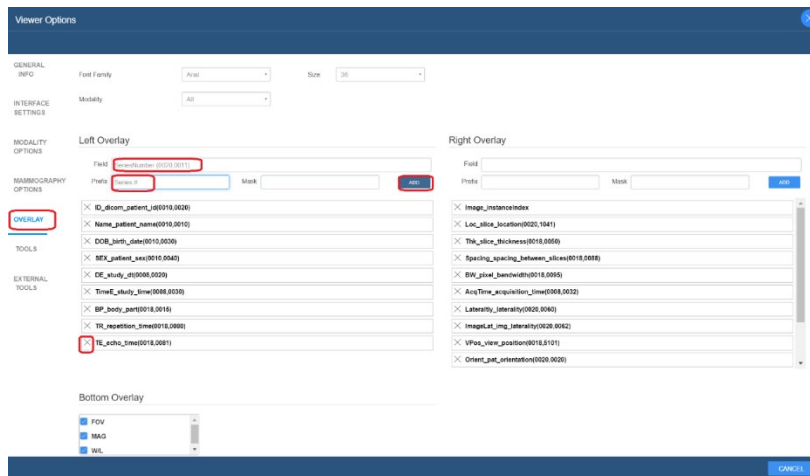 Viewer Options
GENERAL INFO
INTERFACE SETTINGS
MODALITY OPTIONS
MAMMOGRAPHY OPTIONS
OVERLAY
TOOLS
EXTERNAL TOOLS
Font Family Arial Size 36
Modality All
Left Overlay
Field SeriesNumber (0020,0011)
Prefix Series # Mask ADD
ID_dicom_patient_id(0010,0020)
Name_patient_name(0010,0010)
DOB_birth_date(0010,0030)
SEX_patient_sex(0010,0040)
DE_study_dt(0008,0020)
TimeE_study_time(0008,0030)
BP_body_part(0018,0015)
TR_repetition_time(0018,0080)
TE_echo_time(0018,0081)
Right Overlay
Field
Prefix Mask ADD
Image_instanceIndex
Loc_slice_location(0020,1041)
Thk_slice_thickness(0018,0050)
Spacing_spacing_between_slices(0018,0088)
BW_pixel_bandwidth(0018,0095)
AcqTime_acquisition_time(0008,0032)
Lateraltiy_laterality(0020,0060)
ImageLat_img_laterality(0020,0062)
VPos_view_position(0018,5101)
Orient_pat_orientation(0020,0020)
Bottom Overlay
FOV
MAG
W/L
CANCEL